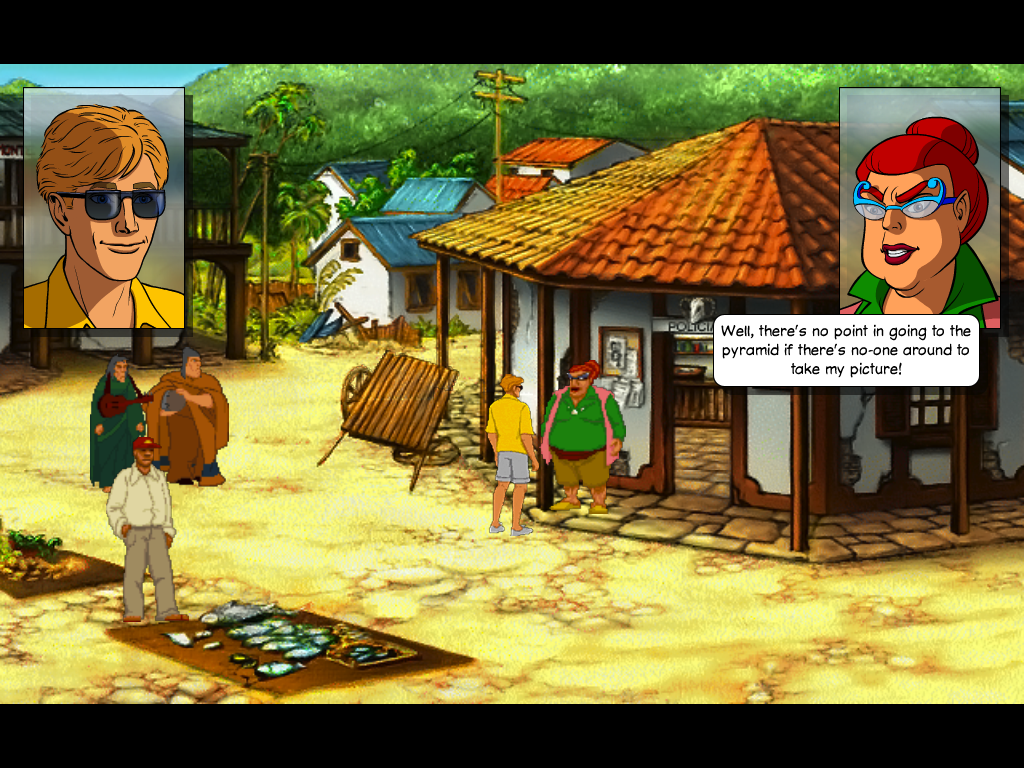 POLICIA
Well, there's no point in going to the
pyramid if there's no-one around to
take my picture!